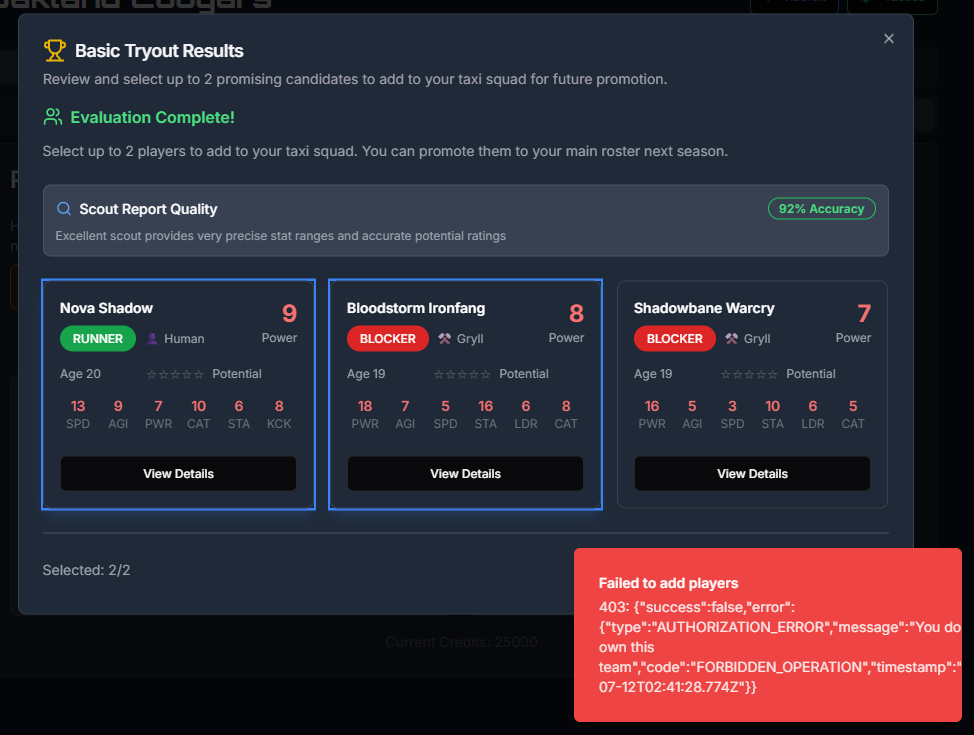 Oakland Cougars
Basic Tryout Results
Review and select up to 2 promising candidates to add to your taxi squad for future promotion.
Evaluation Complete!
Select up to 2 players to add to your taxi squad. You can promote them to your main roster next season.
Scout Report Quality
92% Accuracy
Excellent scout provides very precise stat ranges and accurate potential ratings
Nova Shadow
9
RUNNER Human Power
Age 20 ☆☆☆☆☆ Potential
13 9 7 10 6 8
SPD AGI PWR CAT STA KCK
View Details
Bloodstorm Ironfang
8
BLOCKER Gryll Power
Age 19 ☆☆☆☆☆ Potential
18 7 5 16 6 8
PWR AGI SPD STA LDR CAT
View Details
Shadowbane Warcry
7
BLOCKER Gryll Power
Age 19 ☆☆☆☆☆ Potential
16 5 3 10 6 5
PWR AGI SPD STA LDR CAT
View Details
Selected: 2/2
Current Credits: 25000
Failed to add players
403: {"success":false,"error":
{"type":"AUTHORIZATION_ERROR","message":"You do
own this
team","code":"FORBIDDEN_OPERATION","timestamp":"
07-12T02:41:28.774Z"}}